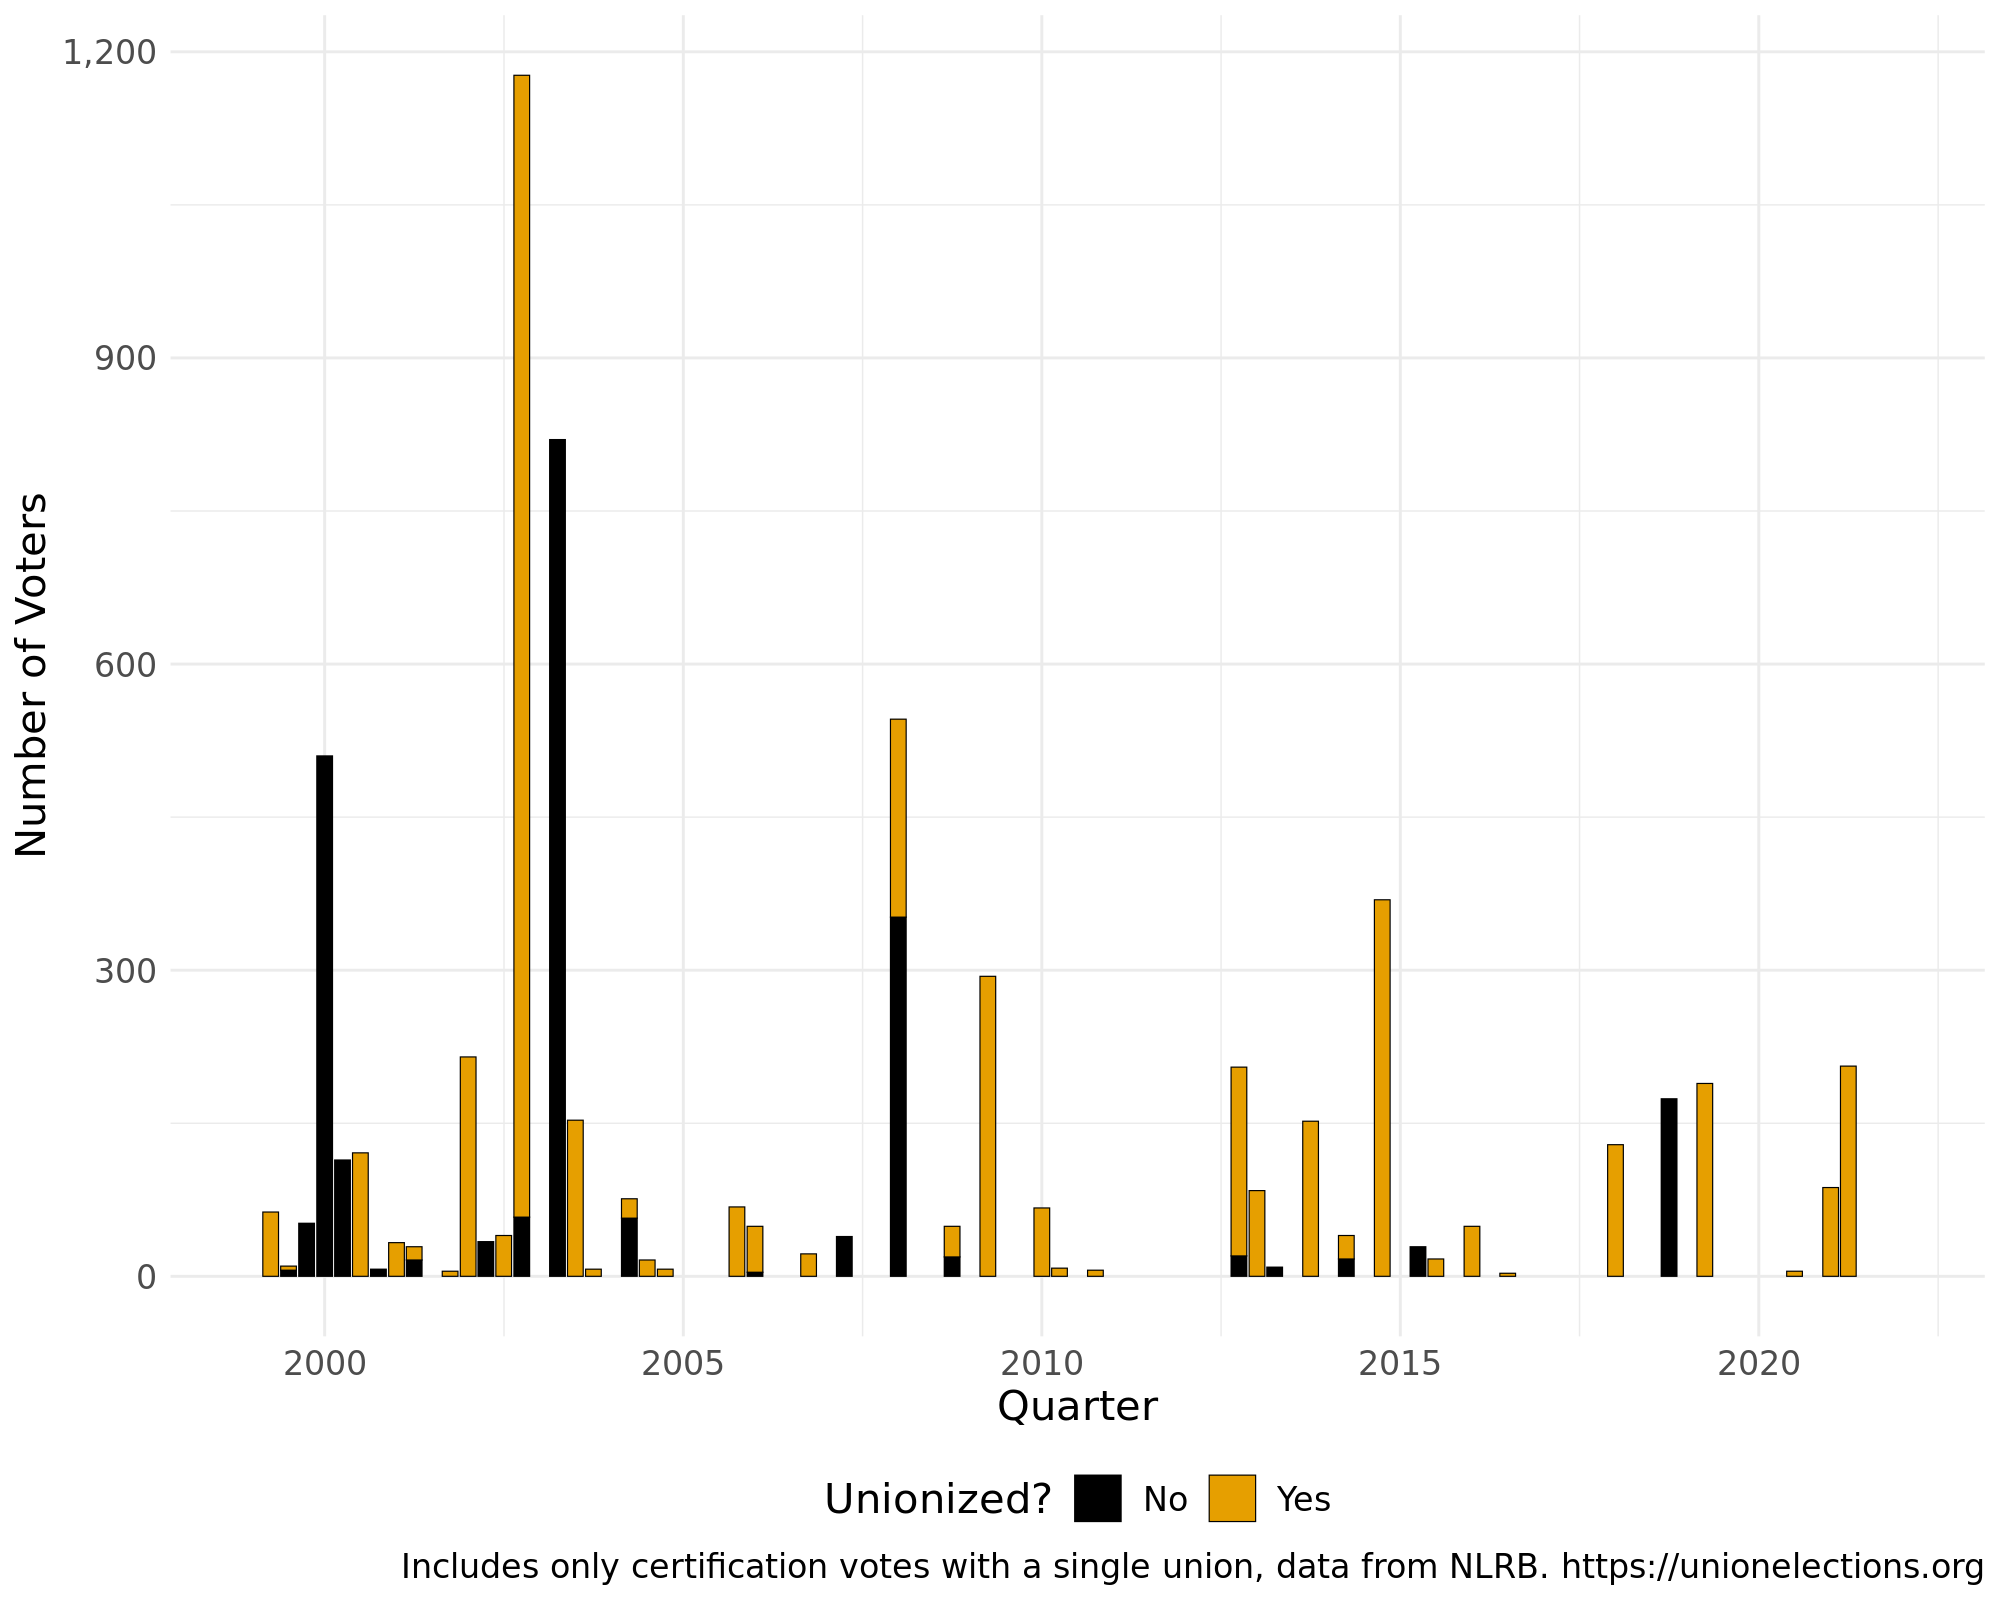 1,200
900
600
300
0
Number of Voters
2000 2005 2010 2015 2020
Quarter
Unionized? No Yes
Includes only certification votes with a single union, data from NLRB. https://unionelections.org